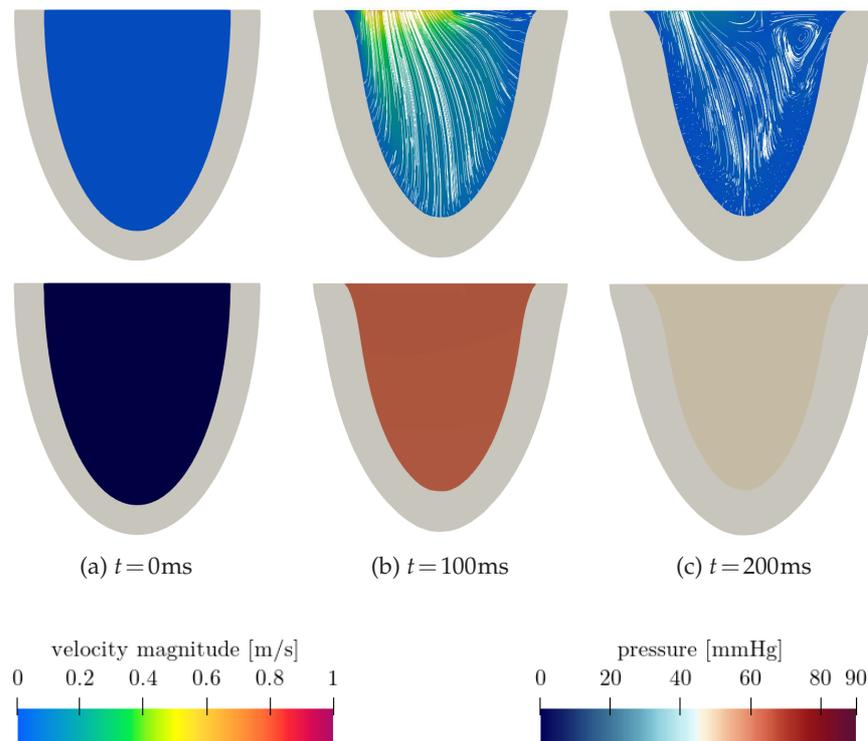 (a) t=0ms (b) t=100ms (c) t=200ms
velocity magnitude [m/s] pressure [mmHg]
0 0.2 0.4 0.6 0.8 1 0 20 40 60 80 90